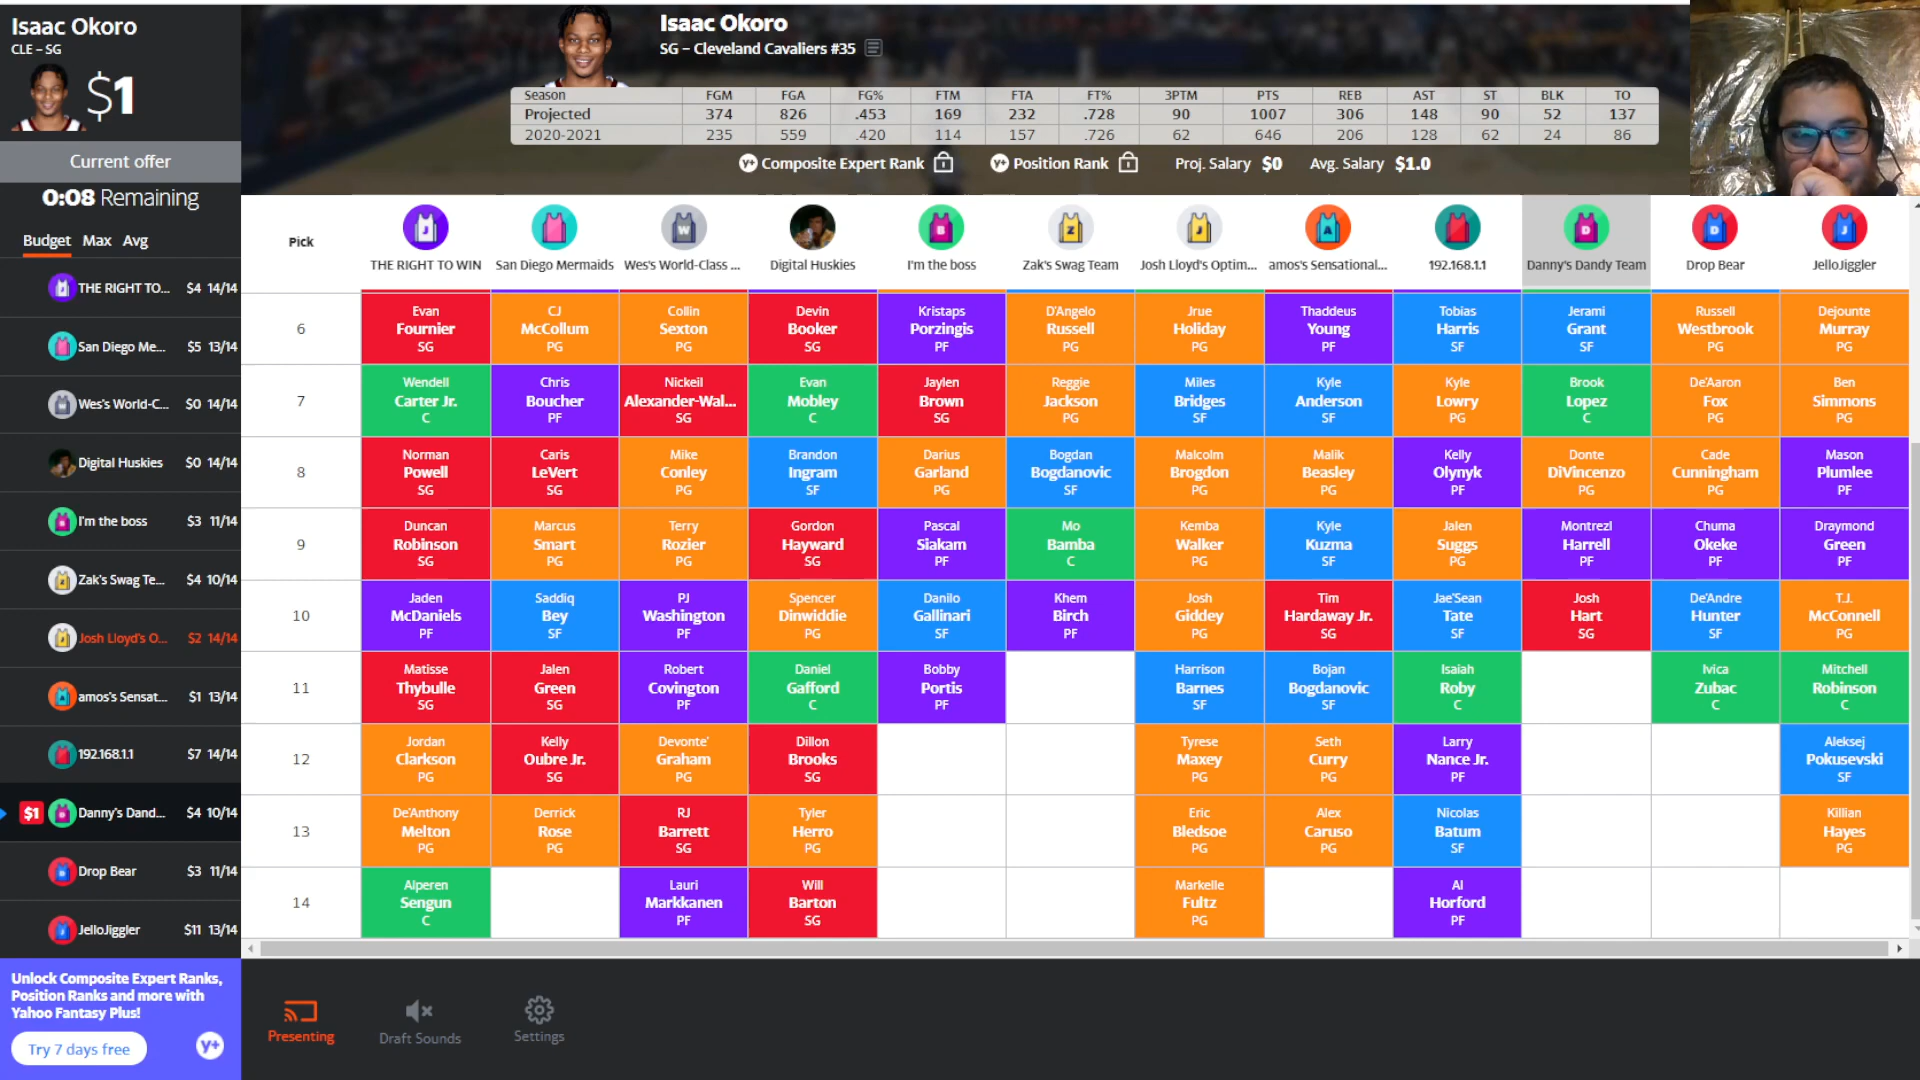 Isaac Okoro
CLE – SG
$1
Current offer
0:08 Remaining
Budget Max Avg
THE RIGHT TO... $4 14/14
San Diego Me... $5 13/14
Wes's World-C... $0 14/14
Digital Huskies $0 14/14
I'm the boss $3 11/14
Zak's Swag Te... $4 10/14
Josh Lloyd's O... $2 14/14
amos's Sensat... $1 13/14
192.168.1.1 $7 14/14
$1 Danny's Dand... $4 10/14
Drop Bear $3 11/14
JelloJiggler $11 13/14
Unlock Composite Expert Ranks,
Position Ranks and more with
Yahoo Fantasy Plus!
Try 7 days free y+
Isaac Okoro
SG – Cleveland Cavaliers #35
Season FGM FGA FG% FTM FTA FT% 3PTM PTS REB AST ST BLK TO
Projected 374 826 .453 169 232 .728 90 1007 306 148 90 52 137
2020-2021 235 559 .420 114 157 .726 62 646 206 128 62 24 86
y+ Composite Expert Rank y+ Position Rank Proj. Salary $0 Avg. Salary $1.0
J W B Z J A D D J
Pick THE RIGHT TO WIN San Diego Mermaids Wes's World-Class ... Digital Huskies I'm the boss Zak's Swag Team Josh Lloyd's Optim... amos's Sensational... 192.168.1.1 Danny's Dandy Team Drop Bear JelloJiggler
Evan CJ Collin Devin Kristaps D'Angelo Jrue Thaddeus Tobias Jerami Russell Dejounte
6 Fournier McCollum Sexton Booker Porzingis Russell Holiday Young Harris Grant Westbrook Murray
SG PG PG SG PF PG PG PF SF SF PG PG
Wendell Chris Nickeil Evan Jaylen Reggie Miles Kyle Kyle Brook De'Aaron Ben
7 Carter Jr. Boucher Alexander-Wal... Mobley Brown Jackson Bridges Anderson Lowry Lopez Fox Simmons
C PF SG C SG PG SF SF PG C PG PG
Norman Caris Mike Brandon Darius Bogdan Malcolm Malik Kelly Donte Cade Mason
8 Powell LeVert Conley Ingram Garland Bogdanovic Brogdon Beasley Olynyk DiVincenzo Cunningham Plumlee
SG SG PG SF PG SF PG PG PF PG PG PF
Duncan Marcus Terry Gordon Pascal Mo Kemba Kyle Jalen Montrezl Chuma Draymond
9 Robinson Smart Rozier Hayward Siakam Bamba Walker Kuzma Suggs Harrell Okeke Green
SG PG PG SG PF C PG SF PG PF PF PF
Jaden Saddiq PJ Spencer Danilo Khem Josh Tim Jae'Sean Josh De'Andre T.J.
10 McDaniels Bey Washington Dinwiddie Gallinari Birch Giddey Hardaway Jr. Tate Hart Hunter McConnell
PF SF PF PG SF PF PG SG SF SG SF PG
Matisse Jalen Robert Daniel Bobby Harrison Bojan Isaiah Ivica Mitchell
11 Thybulle Green Covington Gafford Portis Barnes Bogdanovic Roby Zubac Robinson
SG SG PF C PF SF SF C C C
Jordan Kelly Devonte' Dillon Tyrese Seth Larry Aleksej
12 Clarkson Oubre Jr. Graham Brooks Maxey Curry Nance Jr. Pokusevski
PG SG PG SG PG PG PF SF
De'Anthony Derrick RJ Tyler Eric Alex Nicolas Killian
13 Melton Rose Barrett Herro Bledsoe Caruso Batum Hayes
PG PG SG PG PG PG SF PG
Alperen Lauri Will Markelle Al
14 Sengun Markkanen Barton Fultz Horford
C PF SG PG PF
Presenting Draft Sounds Settings